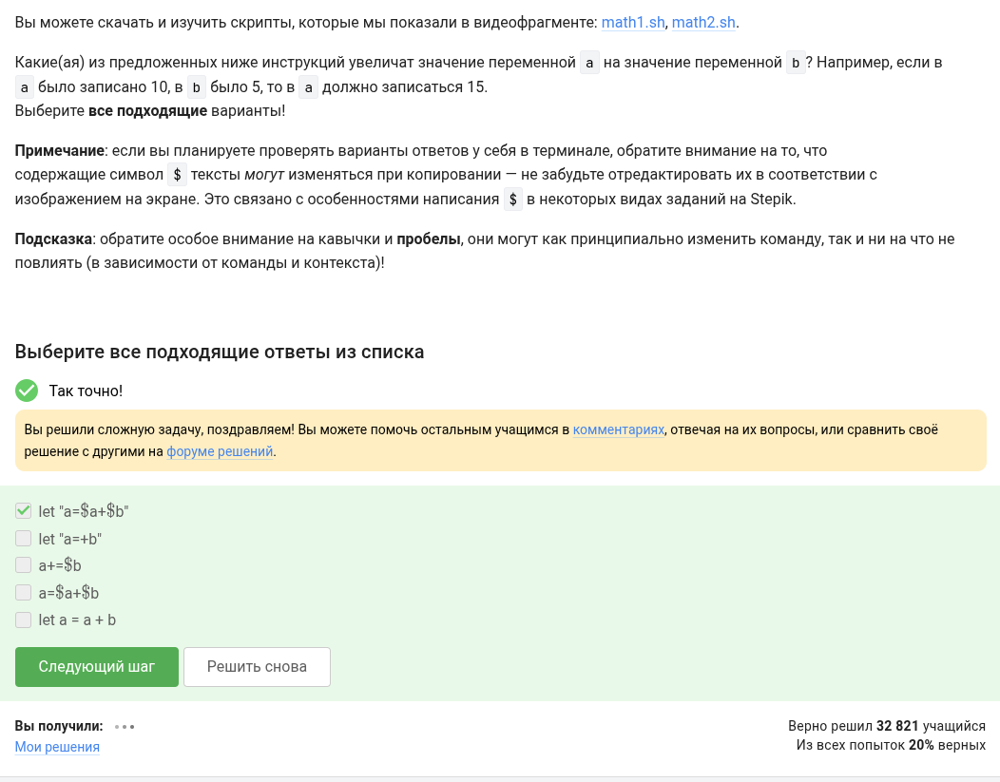 Вы можете скачать и изучить скрипты, которые мы показали в видеофрагменте: math1.sh, math2.sh.
Какие(ая) из предложенных ниже инструкций увеличат значение переменной a на значение переменной b? Например, если в
a было записано 10, в b было 5, то в a должно записаться 15.
Выберите все подходящие варианты!
Примечание: если вы планируете проверять варианты ответов у себя в терминале, обратите внимание на то, что
содержащие символ $ тексты могут изменяться при копировании — не забудьте отредактировать их в соответствии с
изображением на экране. Это связано с особенностями написания $ в некоторых видах заданий на Stepik.
Подсказка: обратите особое внимание на кавычки и пробелы, они могут как принципиально изменить команду, так и ни на что не
повлиять (в зависимости от команды и контекста)!
Выберите все подходящие ответы из списка
Так точно!
Вы решили сложную задачу, поздравляем! Вы можете помочь остальным учащимся в комментариях, отвечая на их вопросы, или сравнить своё
решение с другими на форуме решений.
let "a=$a+$b"
let "a=+b"
a+=$b
a=$a+$b
let a = a + b
Следующий шаг
Решить снова
Вы получили:
Мои решения
Верно решил 32 821 учащийся
Из всех попыток 20% верных